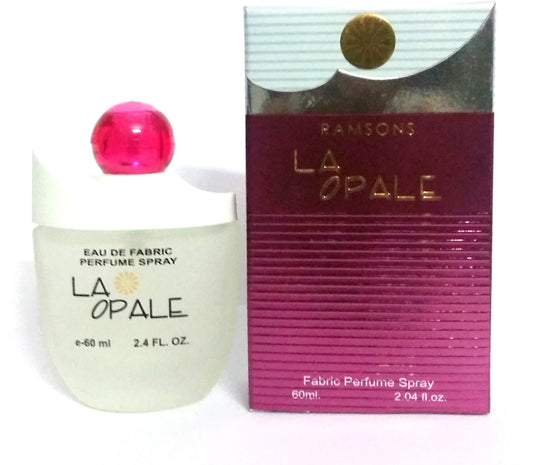 EAU DE FABRIC
PERFUME SPRAY
LA
OPALE
e-60 ml 2.4 FL. OZ.
RAMSONS
LA
OPALE
Fabric Perfume Spray
60ml. 2.04 fl.oz.